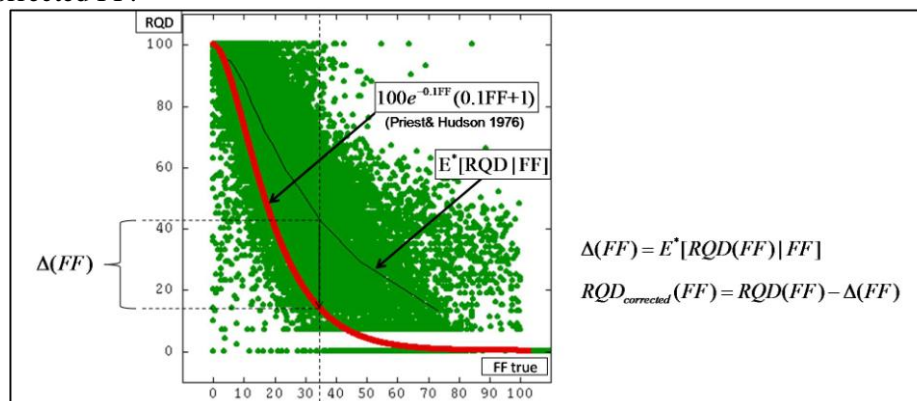 RQD
100
80
60
40
20
0
100e^{-0.1FF}(0.1FF+1)
(Priest& Hudson 1976)
E^*[RQD | FF]
Δ(FF)
FF true
0 10 20 30 40 50 60 70 80 90 100
Δ(FF) = E^*[RQD(FF) | FF]
RQD_{corrected}(FF) = RQD(FF) − Δ(FF)